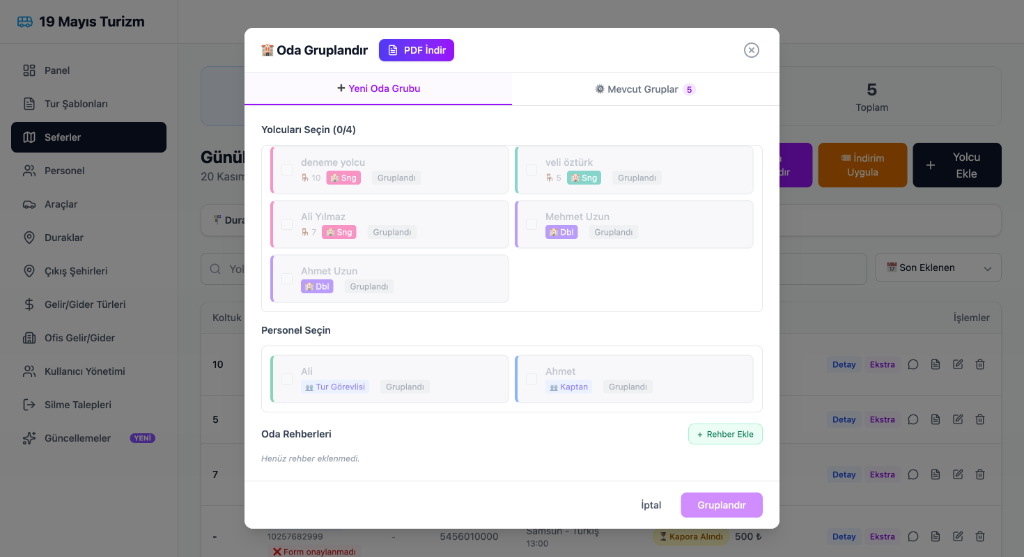 19 Mayıs Turizm
Panel
Tur Şablonları
Seferler
Personel
Araçlar
Duraklar
Çıkış Şehirleri
Gelir/Gider Türleri
Ofis Gelir/Gider
Kullanıcı Yönetimi
Silme Talepleri
Güncellemeler YENİ
5
Toplam
20 Kasım
İndirim
Uygula
+ Yolcu
Ekle
Son Eklenen
Koltuk İşlemler
10 Detay Ekstra
5 Detay Ekstra
7 Detay Ekstra
- 10257682999 - 5456010000 Samsun - Türkiş Kapora Alındı 500 ₺ Detay Ekstra
13:00
Form onaylanmadı
Oda Gruplandır PDF İndir
+ Yeni Oda Grubu Mevcut Gruplar 5
Yolcuları Seçin (0/4)
deneme yolcu
10 Sng Gruplandı
veli öztürk
5 Sng Gruplandı
Ali Yılmaz
7 Sng Gruplandı
Mehmet Uzun
Dbl Gruplandı
Ahmet Uzun
Dbl Gruplandı
Personel Seçin
Ali
Tur Görevlisi Gruplandı
Ahmet
Kaptan Gruplandı
Oda Rehberleri + Rehber Ekle
Henüz rehber eklenmedi.
İptal Gruplandır